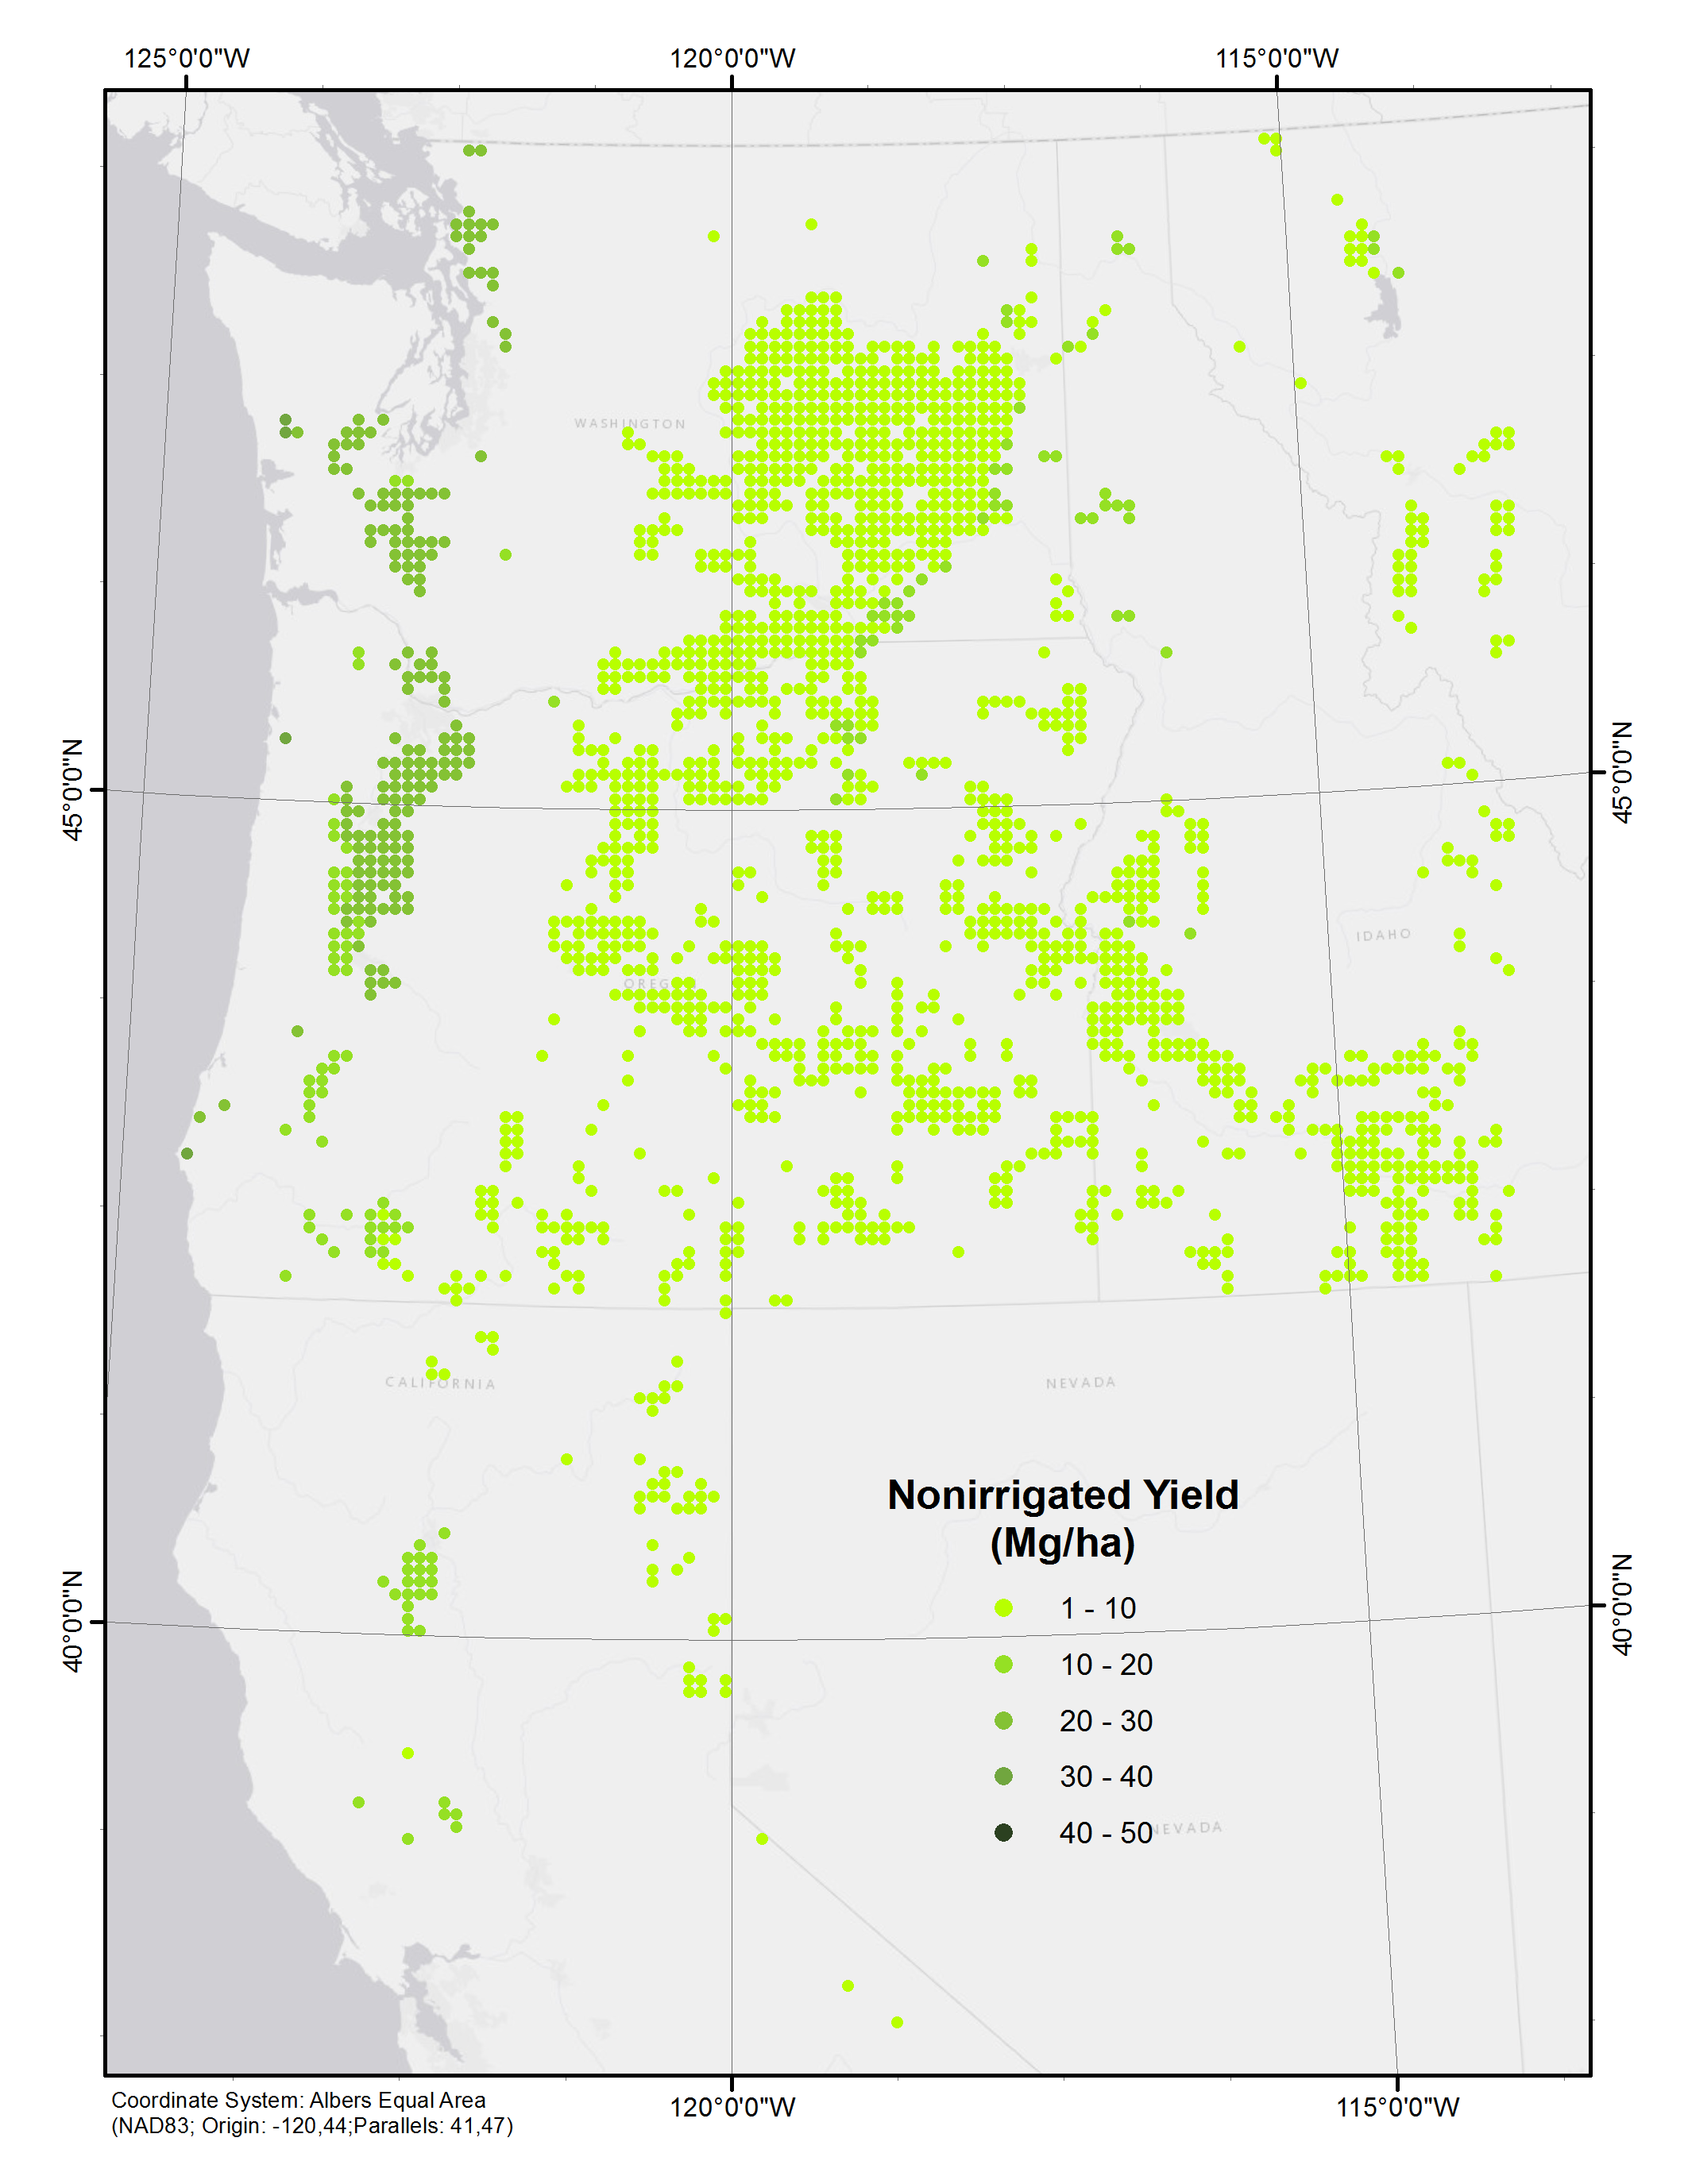 125°0'0"W 120°0'0"W 115°0'0"W
WASHINGTON
45°0'0"N
45°0'0"N
IDAHO
OREG
CALIFORNIA
NEVADA
Nonirrigated Yield
(Mg/ha)
1 - 10
40°0'0"N
40°0'0"N
10 - 20
20 - 30
30 - 40
40 - 50
NEVADA
Coordinate System: Albers Equal Area
(NAD83; Origin: -120,44;Parallels: 41,47)
120°0'0"W 115°0'0"W